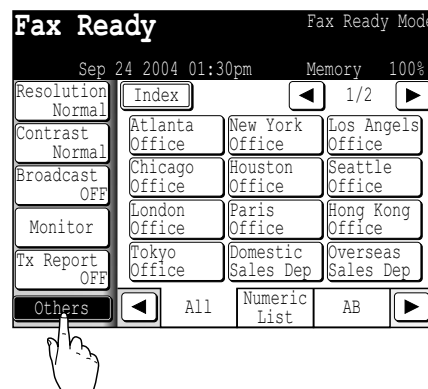 Fax Ready
Fax Ready Mode
Sep 24 2004 01:30pm Memory 100%
Resolution
Normal
Contrast
Normal
Broadcast
OFF
Monitor
Tx Report
OFF
Others
Index
1/2
Atlanta
Office
New York
Office
Los Angels
Office
Chicago
Office
Houston
Office
Seattle
Office
London
Office
Paris
Office
Hong Kong
Office
Tokyo
Office
Domestic
Sales Dep
Overseas
Sales Dep
All
Numeric
List
AB